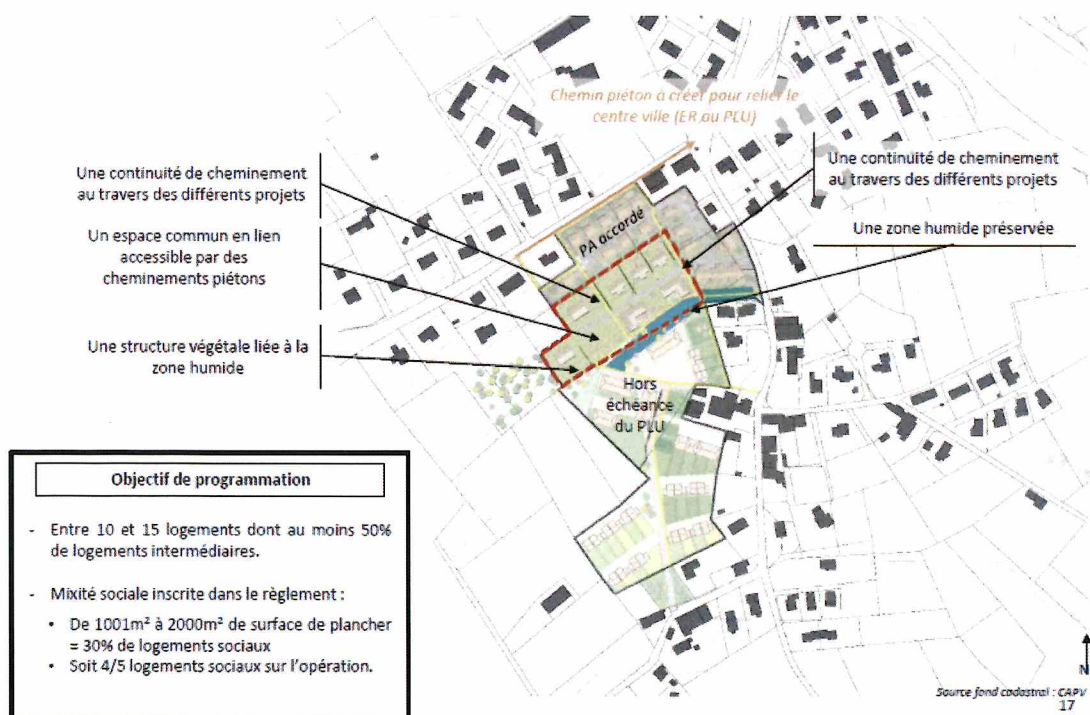 Chemin piéton à créer pour relier le
centre ville (ER au PLU)
Une continuité de cheminement
au travers des différents projets
Un espace commun en lien
accessible par des
cheminements piétons
Une structure végétale liée à la
zone humide
PA accordé
Une continuité de cheminement
au travers des différents projets
Une zone humide préservée
Hors
échéance
du PLU
Objectif de programmation
- Entre 10 et 15 logements dont au moins 50%
de logements intermédiaires.
- Mixité sociale inscrite dans le règlement :
• De 1001m² à 2000m² de surface de plancher
= 30% de logements sociaux
• Soit 4/5 logements sociaux sur l'opération.
N
Source fond cadastral : CAPV
17